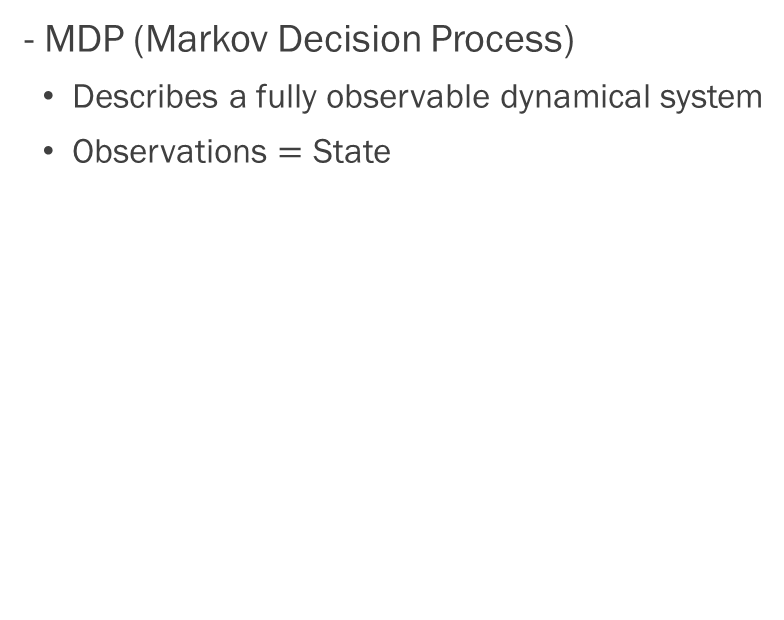 - MDP (Markov Decision Process)
• Describes a fully observable dynamical system
• Observations = State